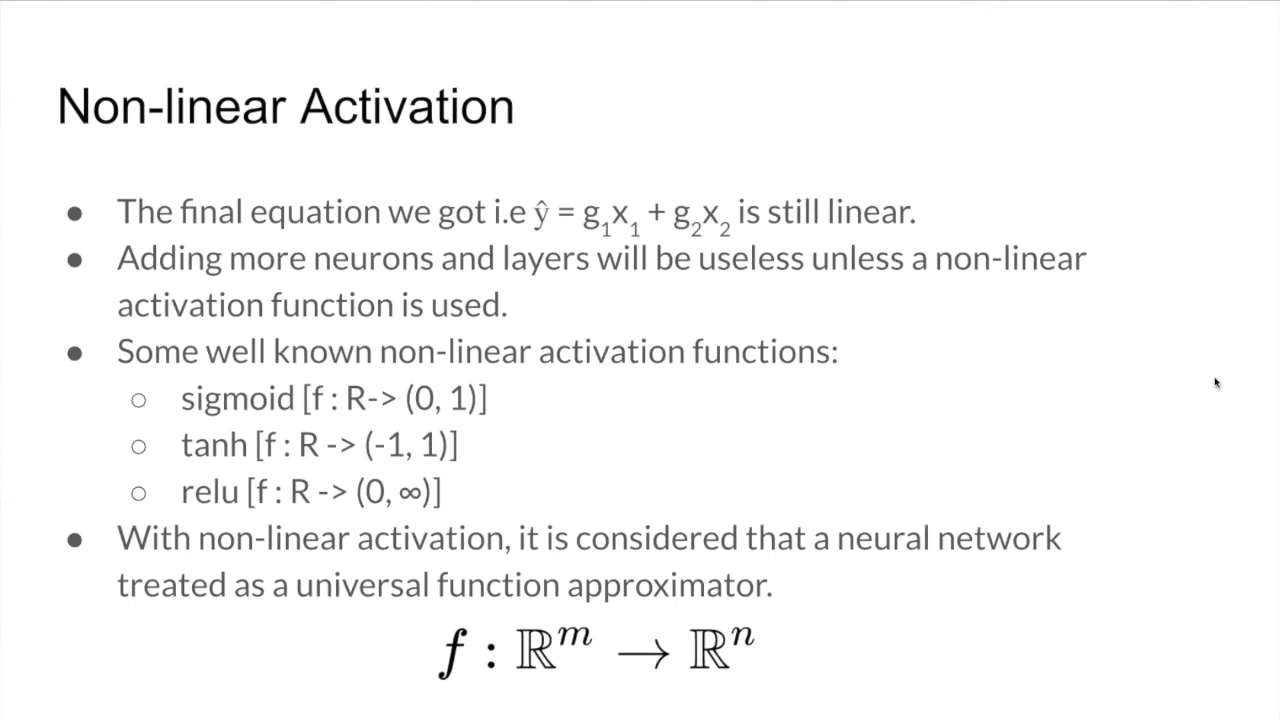 Non-linear Activation
● The final equation we got i.e ŷ = g₁x₁ + g₂x₂ is still linear.
● Adding more neurons and layers will be useless unless a non-linear
activation function is used.
● Some well known non-linear activation functions:
○ sigmoid [f : R-> (0, 1)]
○ tanh [f : R -> (-1, 1)]
○ relu [f : R -> (0, ∞)]
● With non-linear activation, it is considered that a neural network
treated as a universal function approximator.
f : ℝᵐ → ℝⁿ